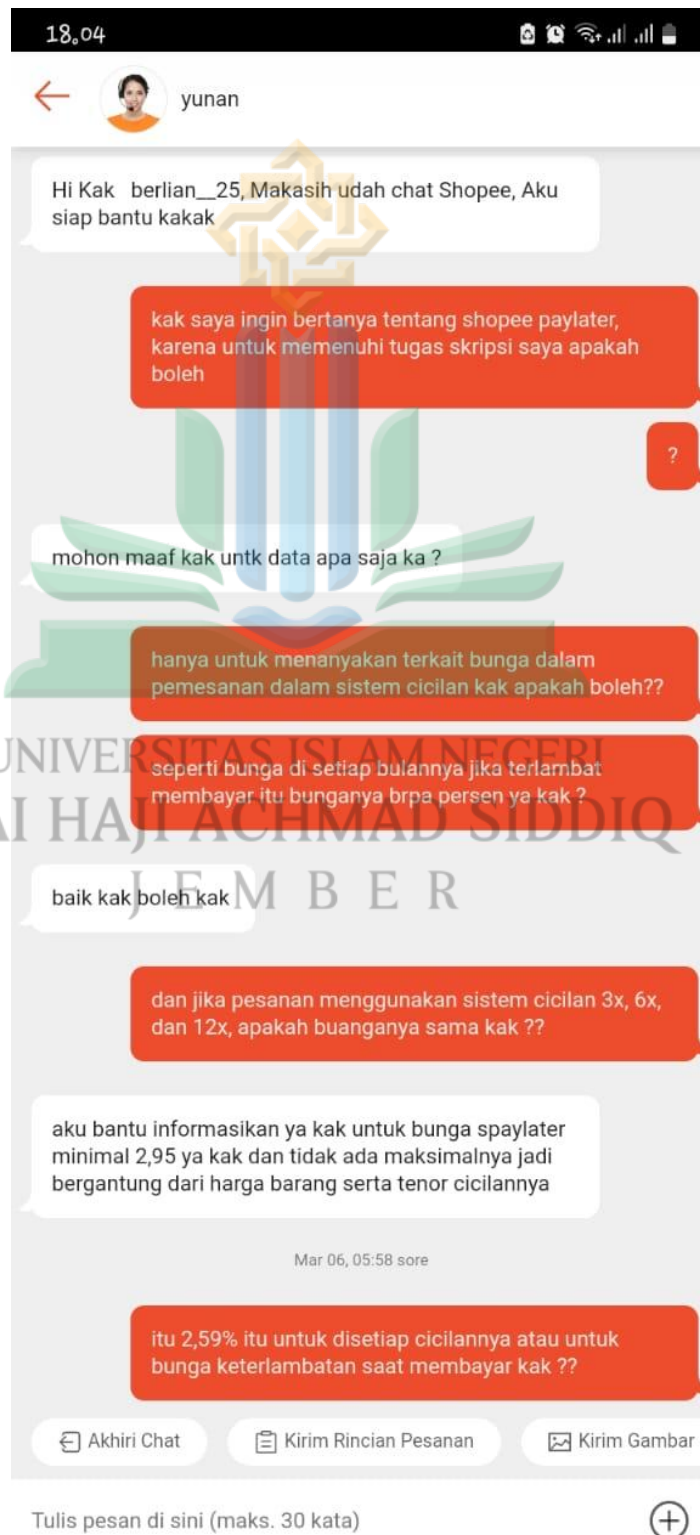 18.04
yunan
Hi Kak berlian__25, Makasih udah chat Shopee, Aku
siap bantu kakak
kak saya ingin bertanya tentang shopee paylater,
karena untuk memenuhi tugas skripsi saya apakah
boleh
?
mohon maaf kak untk data apa saja ka ?
hanya untuk menanyakan terkait bunga dalam
pemesanan dalam sistem cicilan kak apakah boleh??
UNIVERSITAS ISLAM NEGERI
seperti bunga di setiap bulannya jika terlambat
membayar itu bunganya brpa persen ya kak ?
AI HAJI ACHMAD SIDDIQ
JEMBER
baik kak boleh kak
dan jika pesanan menggunakan sistem cicilan 3x, 6x,
dan 12x, apakah buanganya sama kak ??
aku bantu informasikan ya kak untuk bunga spaylater
minimal 2,95 ya kak dan tidak ada maksimalnya jadi
bergantung dari harga barang serta tenor cicilannya
Mar 06, 05:58 sore
itu 2,59% itu untuk disetiap cicilannya atau untuk
bunga keterlambatan saat membayar kak ??
Akhiri Chat
Kirim Rincian Pesanan
Kirim Gambar
Tulis pesan di sini (maks. 30 kata)